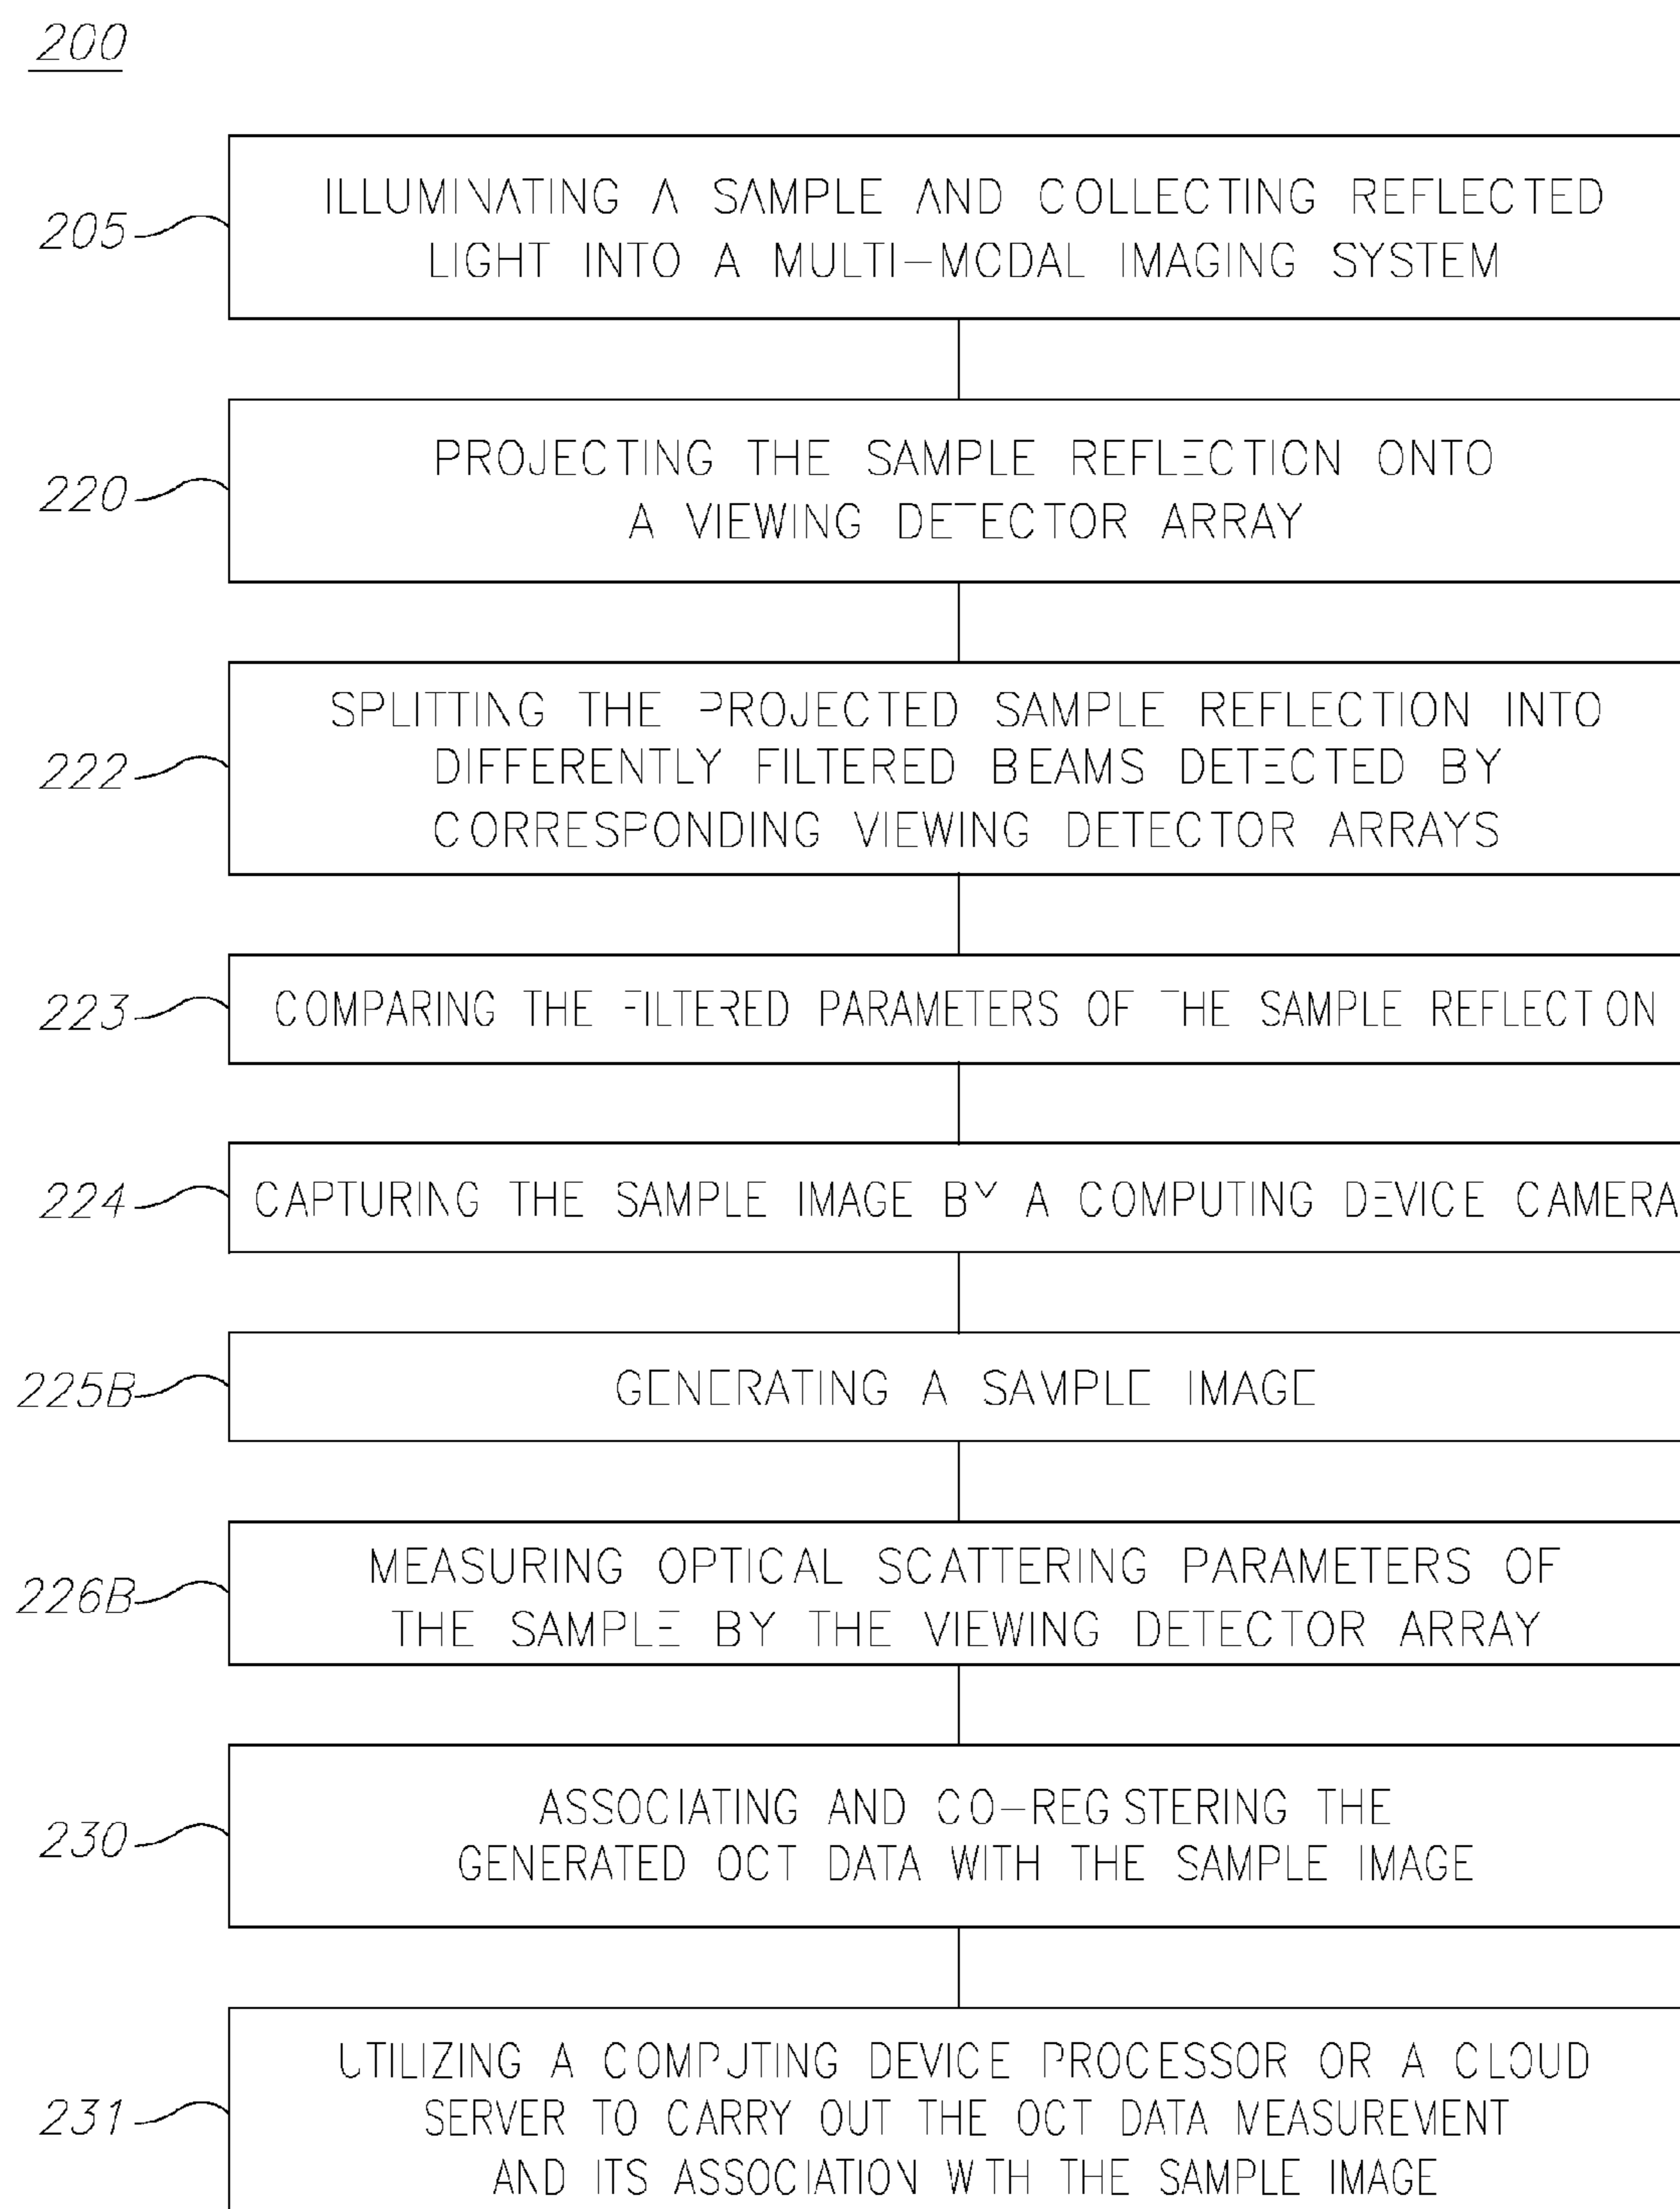 200
205
ILLUMINATING A SAMPLE AND COLLECTING REFLECTED
LIGHT INTO A MULTI-MODAL IMAGING SYSTEM
220
PROJECTING THE SAMPLE REFLECTION ONTO
A VIEWING DETECTOR ARRAY
222
SPLITTING THE PROJECTED SAMPLE REFLECTION INTO
DIFFERENTLY FILTERED BEAMS DETECTED BY
CORRESPONDING VIEWING DETECTOR ARRAYS
223
COMPARING THE FILTERED PARAMETERS OF THE SAMPLE REFLECTION
224
CAPTURING THE SAMPLE IMAGE BY A COMPUTING DEVICE CAMERA
225B
GENERATING A SAMPLE IMAGE
226B
MEASURING OPTICAL SCATTERING PARAMETERS OF
THE SAMPLE BY THE VIEWING DETECTOR ARRAY
230
ASSOCIATING AND CO-REGISTERING THE
GENERATED OCT DATA WITH THE SAMPLE IMAGE
231
UTILIZING A COMPUTING DEVICE PROCESSOR OR A CLOUD
SERVER TO CARRY OUT THE OCT DATA MEASUREMENT
AND ITS ASSOCIATION WITH THE SAMPLE IMAGE